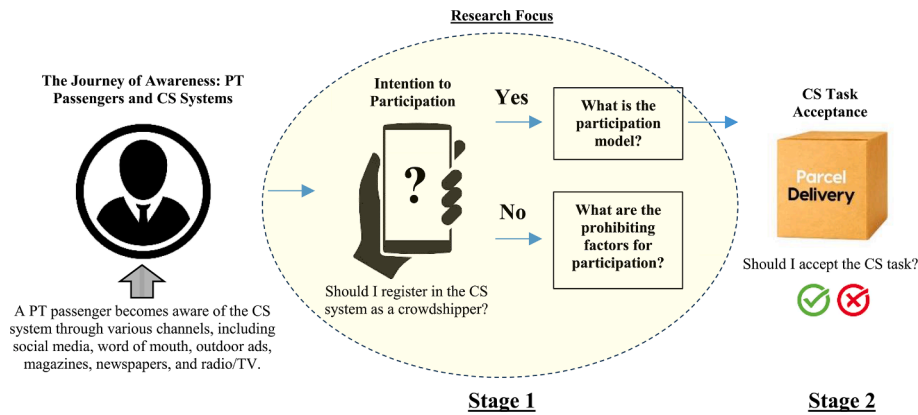 Research Focus
The Journey of Awareness: PT
Passengers and CS Systems
A PT passenger becomes aware of the CS
system through various channels, including
social media, word of mouth, outdoor ads,
magazines, newspapers, and radio/TV.
Intention to
Participation
?
Should I register in the CS
system as a crowdshipper?
Yes
What is the
participation
model?
No
What are the
prohibiting factors for
participation?
CS Task
Acceptance
Parcel
Delivery
Should I accept the CS task?
Stage 1
Stage 2